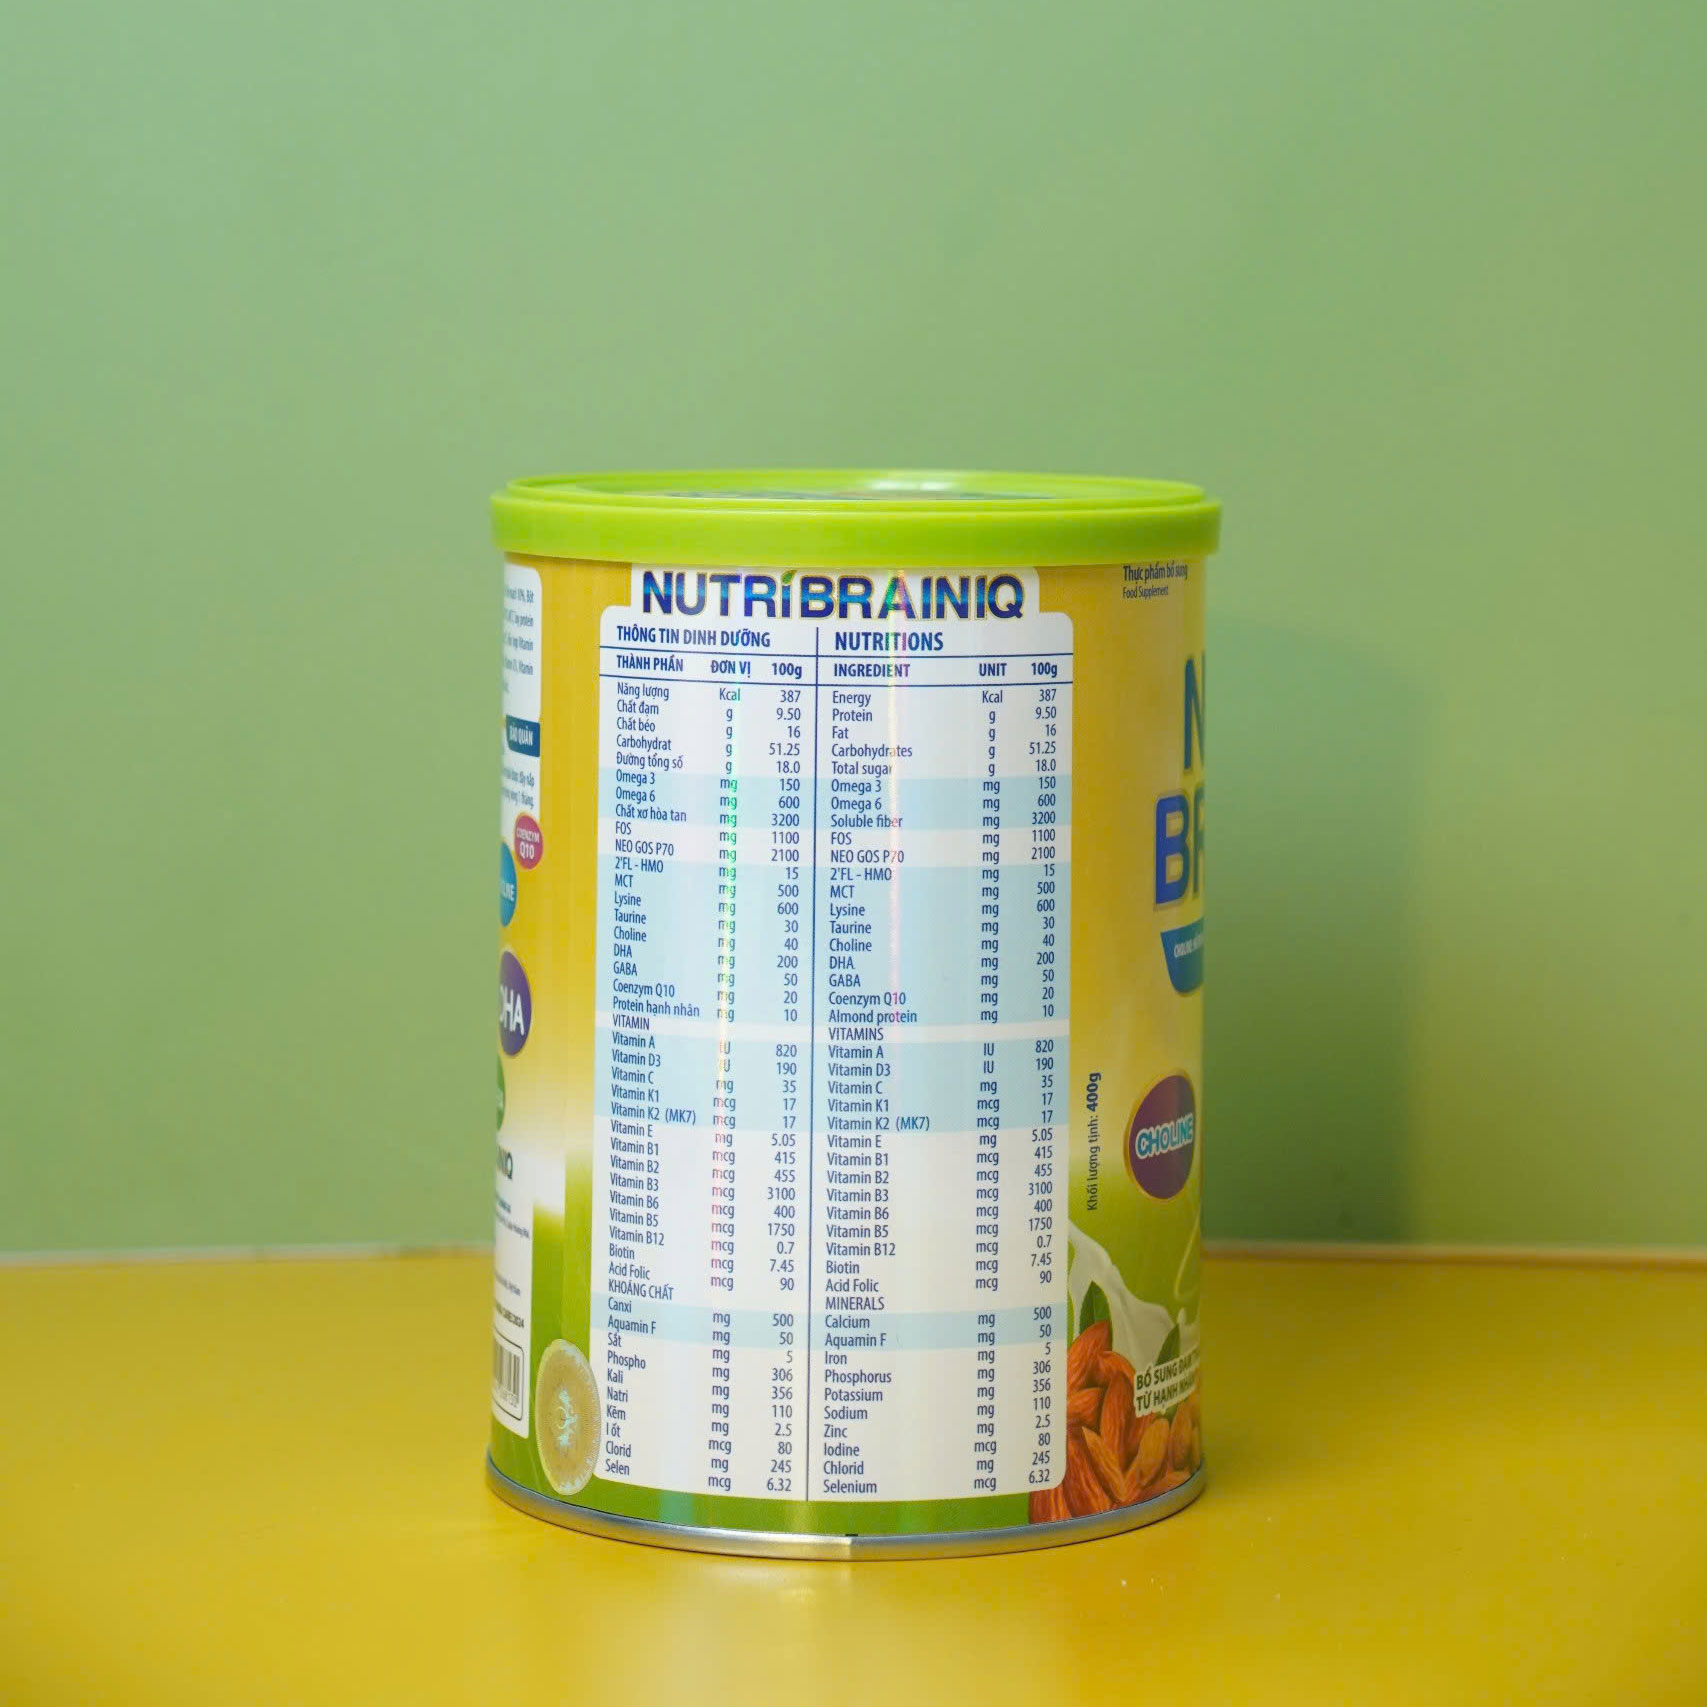 NUTRIBRAINIQ
THÔNG TIN DINH DƯỠNG
THÀNH PHẦN ĐƠN VỊ 100g
Năng lượng Kcal 387
Chất đạm g 9.50
Chất béo g 16
Carbohydrat g 51.25
Đường tổng số g 18.0
Omega 3 mg 150
Omega 6 mg 600
Chất xơ hòa tan mg 3200
FOS mg 1100
NEO GOS P70 mg 2100
2'FL - HMO mg 15
MCT mg 500
Lysine mg 600
Taurine mg 30
Choline mg 40
DHA mg 200
GABA mg 50
Coenzym Q10 mg 20
Protein hạnh nhân mg 10
VITAMIN
Vitamin A IU 820
Vitamin D3 IU 190
Vitamin C mg 35
Vitamin K1 mcg 17
Vitamin K2 (MK7) mcg 17
Vitamin E mg 5.05
Vitamin B1 mcg 415
Vitamin B2 mcg 455
Vitamin B3 mcg 3100
Vitamin B6 mcg 400
Vitamin B5 mcg 1750
Vitamin B12 mcg 0.7
Biotin mcg 7.45
Acid Folic mcg 90
KHOÁNG CHẤT
Canxi mg 500
Aquamin F mg 50
Sắt mg 5
Phospho mg 306
Kali mg 356
Natri mg 110
Kẽm mg 2.5
I ốt mcg 80
Clorid mg 245
Selen mcg 6.32
NUTRITIONS
INGREDIENT UNIT 100g
Energy Kcal 387
Protein g 9.50
Fat g 16
Carbohydrates g 51.25
Total sugar g 18.0
Omega 3 mg 150
Omega 6 mg 600
Soluble fiber mg 3200
FOS mg 1100
NEO GOS P70 mg 2100
2'FL - HMO mg 15
MCT mg 500
Lysine mg 600
Taurine mg 30
Choline mg 40
DHA mg 200
GABA mg 50
Coenzym Q10 mg 20
Almond protein mg 10
VITAMINS
Vitamin A IU 820
Vitamin D3 IU 190
Vitamin C mg 35
Vitamin K1 mcg 17
Vitamin K2 (MK7) mcg 17
Vitamin E mg 5.05
Vitamin B1 mcg 415
Vitamin B2 mcg 455
Vitamin B3 mcg 3100
Vitamin B6 mcg 400
Vitamin B5 mcg 1750
Vitamin B12 mcg 0.7
Biotin mcg 7.45
Acid Folic mcg 90
MINERALS
Calcium mg 500
Aquamin F mg 50
Iron mg 5
Phosphorus mg 306
Potassium mg 356
Sodium mg 110
Zinc mg 2.5
Iodine mcg 80
Chlorid mg 245
Selenium mcg 6.32
Thực phẩm bổ sung
Food Supplement
Khối lượng tịnh: 400g
CHOLINE
BỔ SUNG ĐẠM
TỪ HẠNH NHÂN
BẢO QUẢN
COENZYM
Q10
DHA